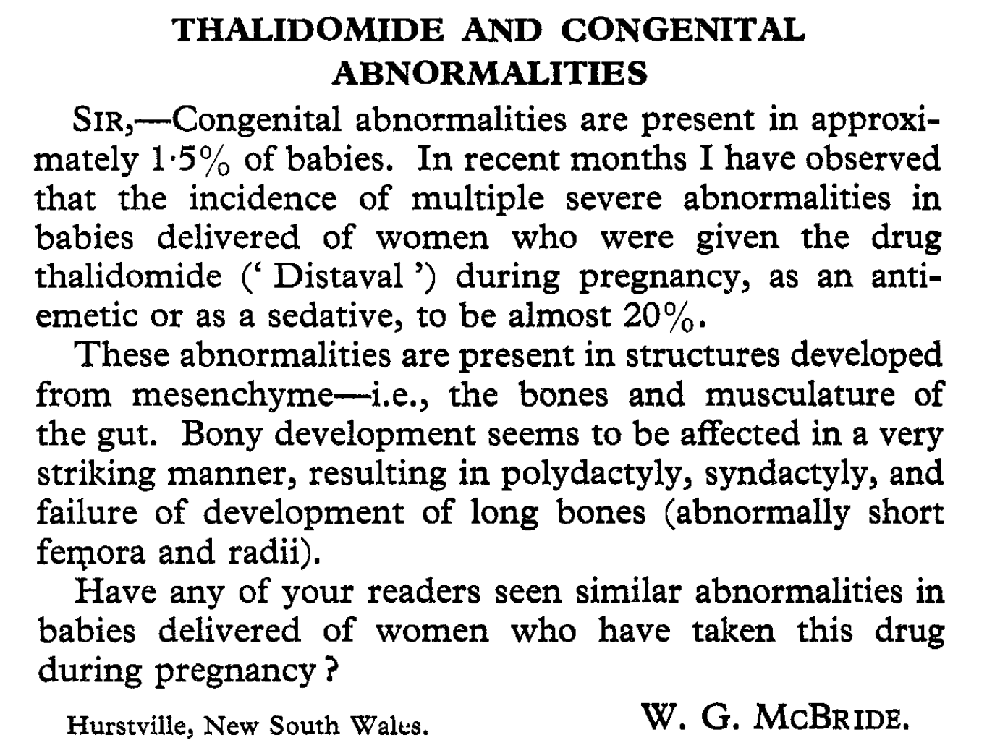 THALIDOMIDE AND CONGENITAL
ABNORMALITIES
SIR,—Congenital abnormalities are present in approxi-
mately 1·5% of babies. In recent months I have observed
that the incidence of multiple severe abnormalities in
babies delivered of women who were given the drug
thalidomide (‘ Distaval ’) during pregnancy, as an anti-
emetic or as a sedative, to be almost 20%.
These abnormalities are present in structures developed
from mesenchyme—i.e., the bones and musculature of
the gut. Bony development seems to be affected in a very
striking manner, resulting in polydactyly, syndactyly, and
failure of development of long bones (abnormally short
femora and radii).
Have any of your readers seen similar abnormalities in
babies delivered of women who have taken this drug
during pregnancy ?
Hurstville, New South Wales.
W. G. MCBRIDE.